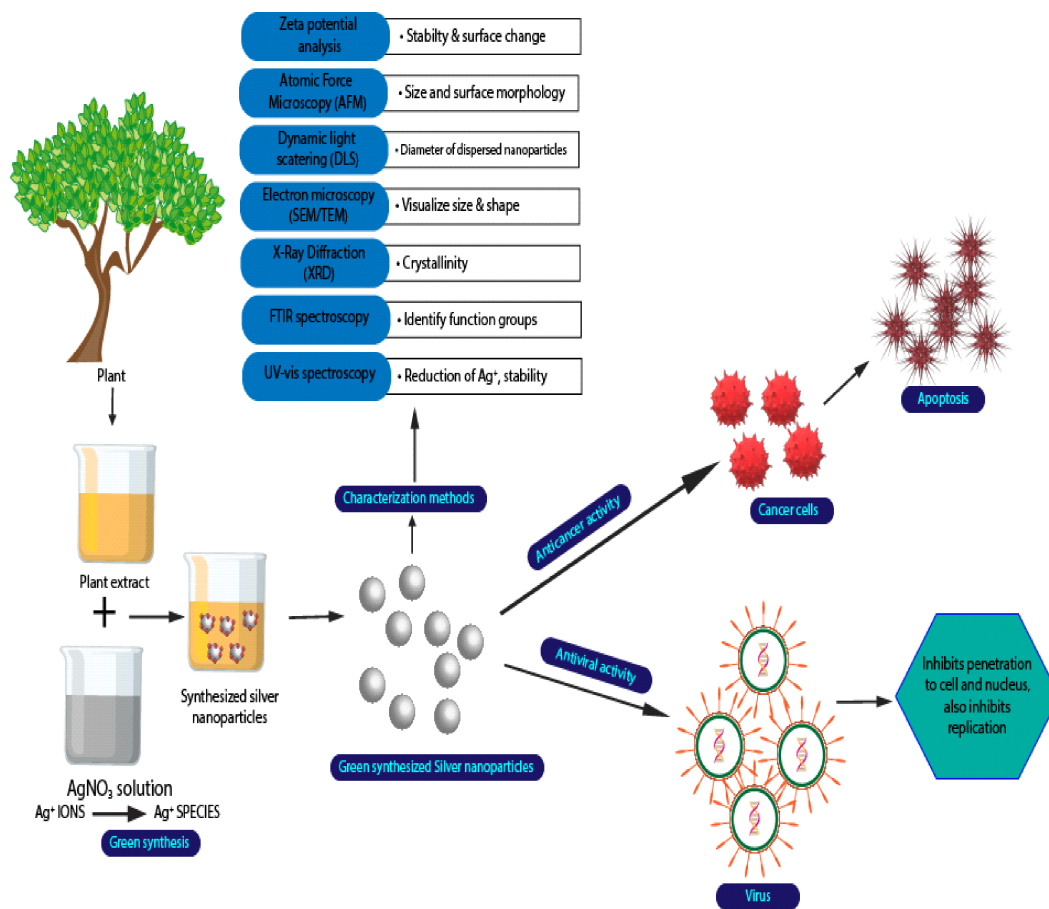 Zeta potential
analysis
• Stabilty & surface change
Atomic Force
Microscopy (AFM)
• Size and surface morphology
Dynamic light
scatering (DLS)
• Diameter of dispersed nanoparticles
Electron microscopy
(SEM/TEM)
• Visualize size & shape
X-Ray Diffraction
(XRD)
• Crystallinity
FTIR spectroscopy
• Identify function groups
UV-vis spectroscopy
• Reduction of Ag⁺, stability
Plant
Plant extract
+
AgNO₃ solution
Ag⁺ IONS
Ag⁺ SPECIES
Green synthesis
Synthesized silver
nanoparticles
Characterization methods
Green synthesized Silver nanoparticles
Anticancer activity
Cancer cells
Apoptosis
Antiviral activity
Virus
Inhibits penetration
to cell and nucleus,
also inhibits
replication